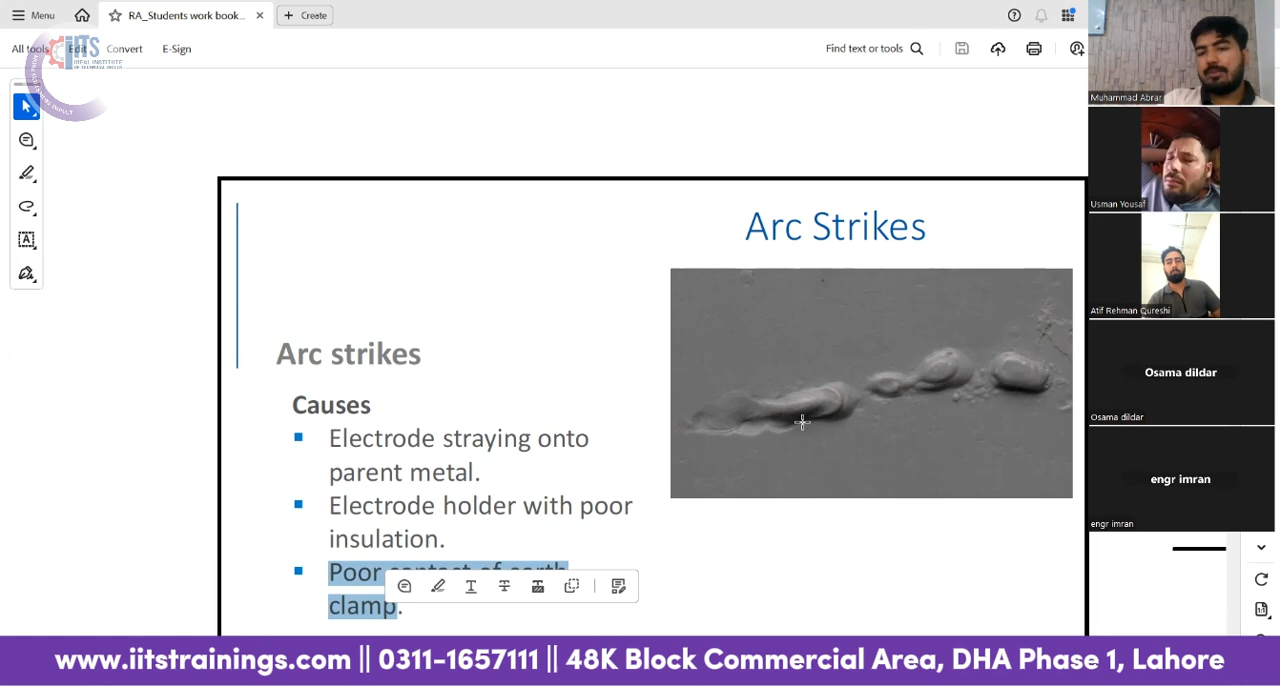 Menu
RA_Students work book...
Create
All tools
Edit
Convert
E-Sign
Find text or tools
IITS
IDEAL INSTITUTE
Muhammad Abrar
Usman Yousaf
Atif Rehman Qureshi
Osama dildar
Osama dildar
engr imran
engr imran
Arc Strikes
Arc strikes
Causes
Electrode straying onto
parent metal.
Electrode holder with poor
insulation.
Poor contact of earth
clamp.
www.iitstrainings.com || 0311-1657111 || 48K Block Commercial Area, DHA Phase 1, Lahore